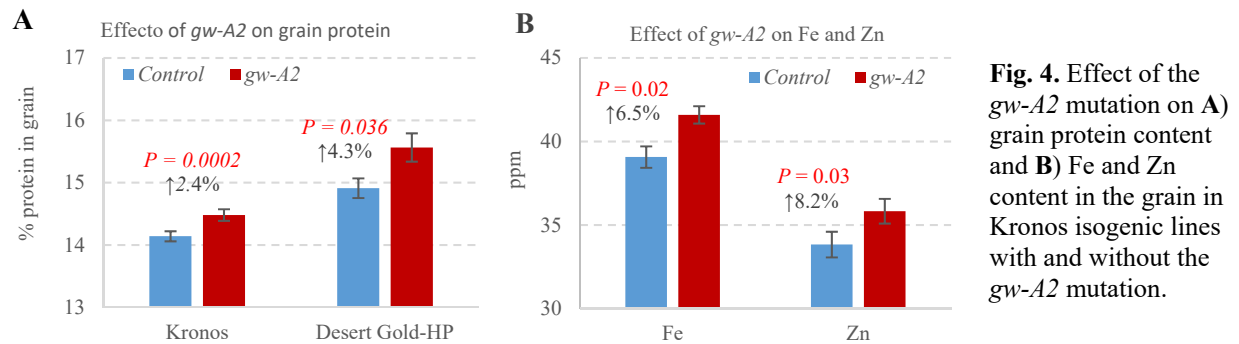 A
Effecto of gw-A2 on grain protein
17
16
15
14
13
% protein in grain
Control
gw-A2
P = 0.0002
↑2.4%
P = 0.036
↑4.3%
Kronos
Desert Gold-HP
B
Effect of gw-A2 on Fe and Zn
45
40
35
30
ppm
Control
gw-A2
P = 0.02
↑6.5%
P = 0.03
↑8.2%
Fe
Zn
Fig. 4. Effect of the
gw-A2 mutation on A)
grain protein content
and B) Fe and Zn
content in the grain in
Kronos isogenic lines
with and without the
gw-A2 mutation.